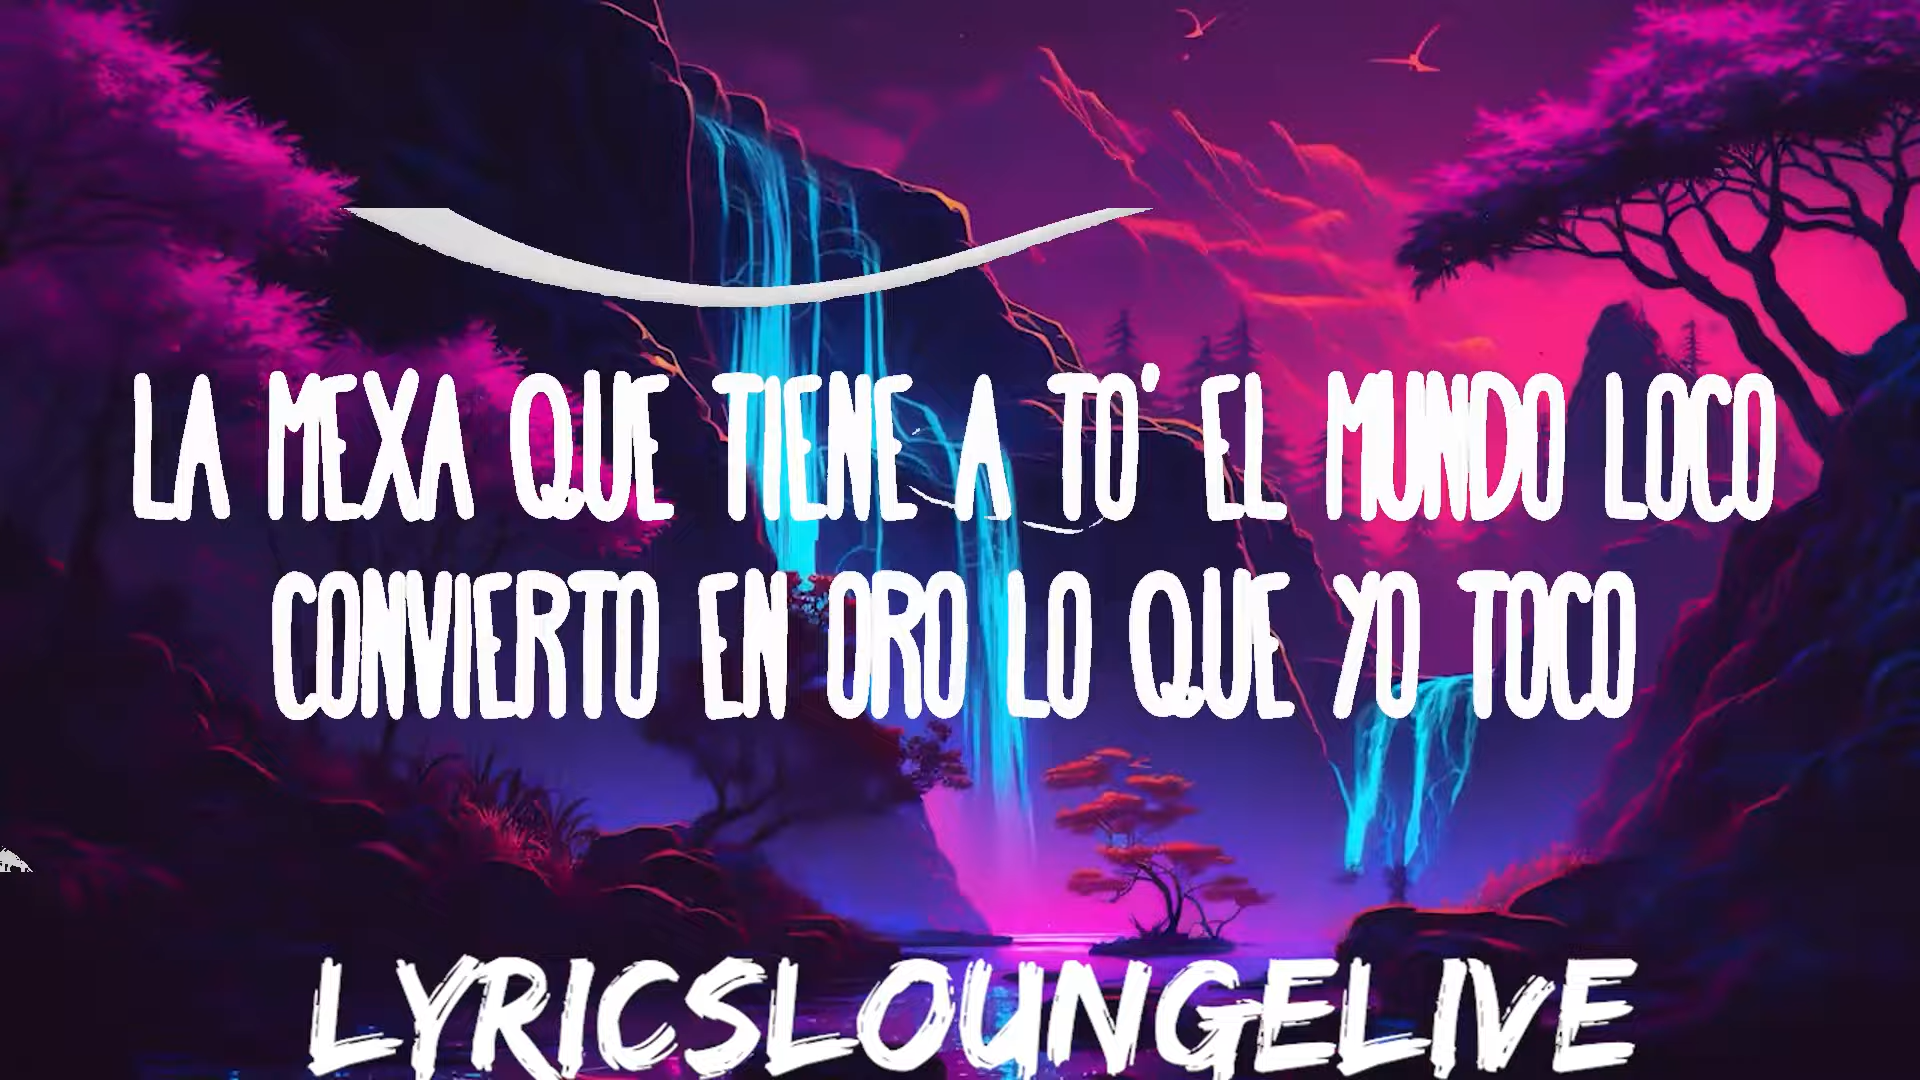 LA MEXA QUE TIENE A TO' EL MUNDO LOCO
CONVIERTO EN ORO LO QUE YO TOCO
LYRICSLOUNGELIVE